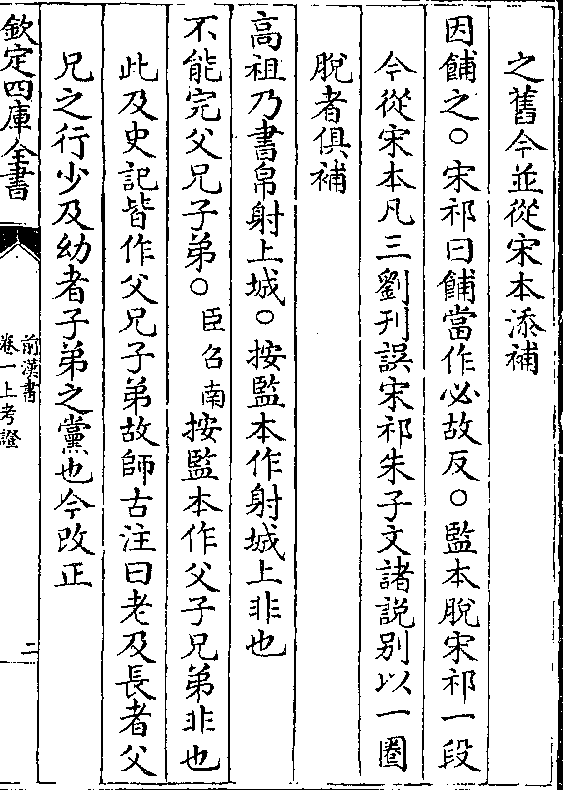 之舊今並從宋本添補
因餔之○宋祁曰餔當作必故反○監本脫宋祁一段
今從宋本凡三劉刊誤宋祁朱子文諸説别以一圈
脫者俱補
高祖乃書帛射上城○按監本作射城上非也
不能完父兄子弟○臣召南按監本作父子兄弟非也
此及史記皆作父兄子弟故師古注曰老及長者父
兄之行少及幼者子弟之黨也今改正
欽定四庫全書
前漢書
卷一上考證
二